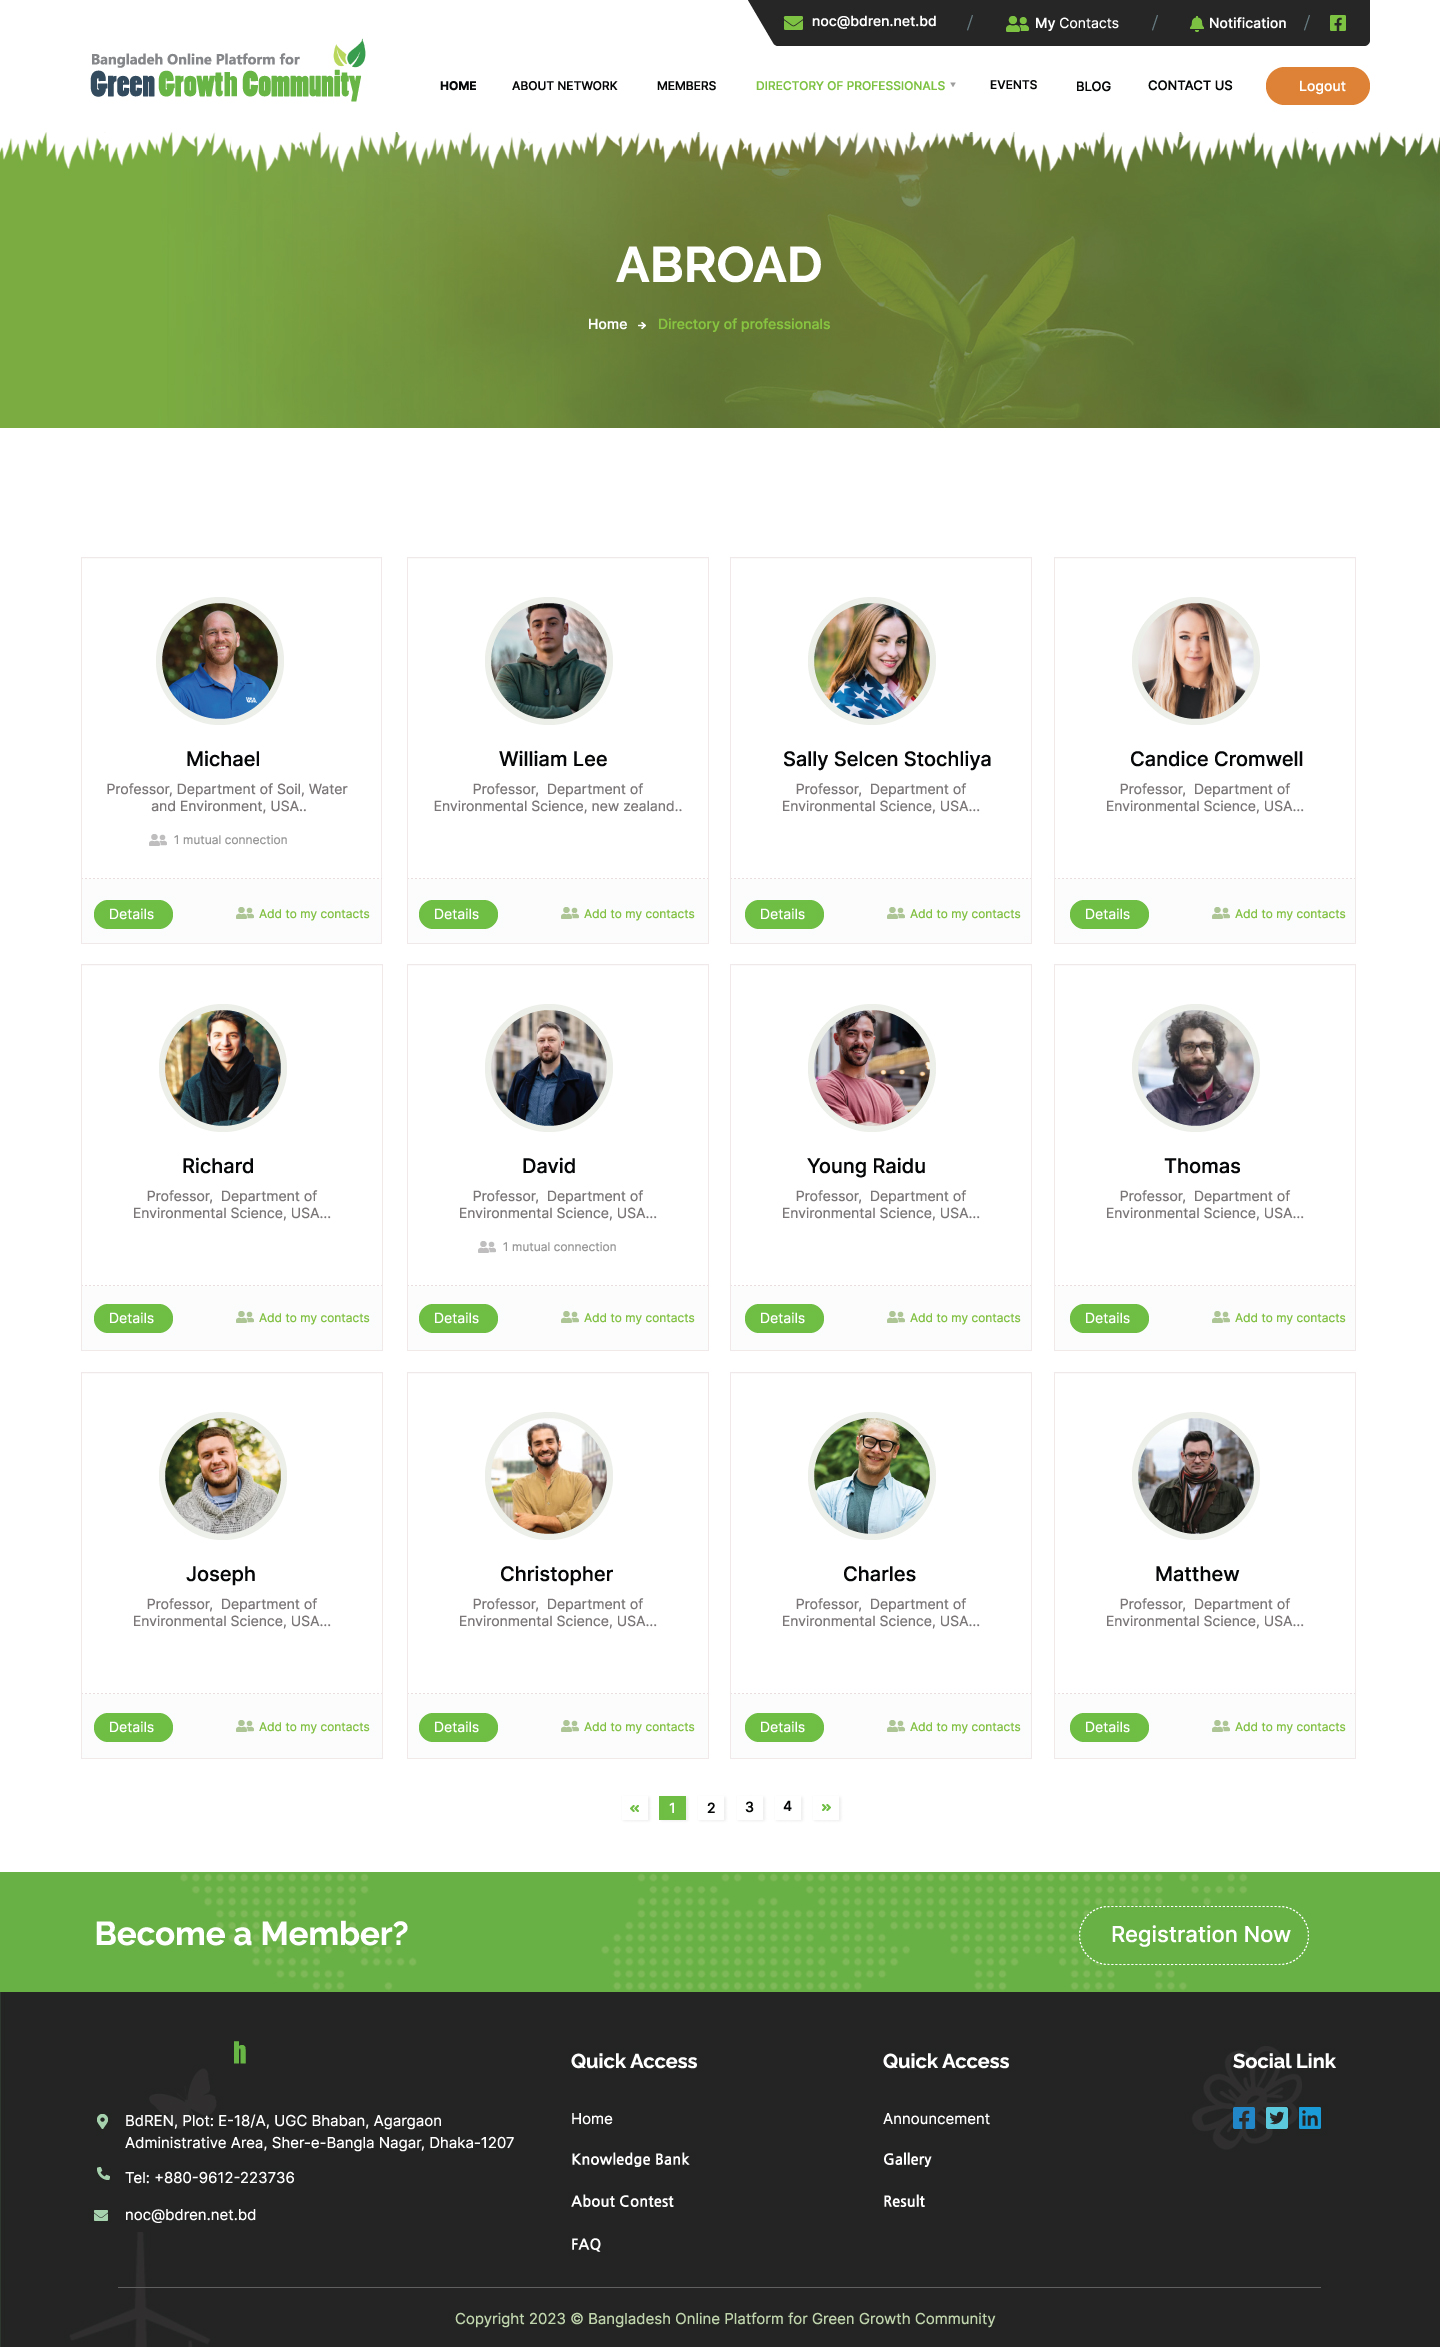 noc@bdren.net.bd / My Contacts / Notification /
Bangladeh Online Platform for
Green Growth Community
HOME ABOUT NETWORK MEMBERS DIRECTORY OF PROFESSIONALS EVENTS BLOG CONTACT US Logout
ABROAD
Home → Directory of professionals
Michael
Professor, Department of Soil, Water
and Environment, USA..
1 mutual connection
Details Add to my contacts
William Lee
Professor, Department of
Environmental Science, new zealand..
Details Add to my contacts
Sally Selcen Stochliya
Professor, Department of
Environmental Science, USA...
Details Add to my contacts
Candice Cromwell
Professor, Department of
Environmental Science, USA...
Details Add to my contacts
Richard
Professor, Department of
Environmental Science, USA...
Details Add to my contacts
David
Professor, Department of
Environmental Science, USA...
1 mutual connection
Details Add to my contacts
Young Raidu
Professor, Department of
Environmental Science, USA...
Details Add to my contacts
Thomas
Professor, Department of
Environmental Science, USA...
Details Add to my contacts
Joseph
Professor, Department of
Environmental Science, USA...
Details Add to my contacts
Christopher
Professor, Department of
Environmental Science, USA...
Details Add to my contacts
Charles
Professor, Department of
Environmental Science, USA...
Details Add to my contacts
Matthew
Professor, Department of
Environmental Science, USA...
Details Add to my contacts
« 1 2 3 4 »
Become a Member?
Registration Now
h
BdREN, Plot: E-18/A, UGC Bhaban, Agargaon
Administrative Area, Sher-e-Bangla Nagar, Dhaka-1207
Tel: +880-9612-223736
noc@bdren.net.bd
Quick Access
Home
Knowledge Bank
About Contest
FAQ
Quick Access
Announcement
Gallery
Result
Social Link
Copyright 2023 © Bangladesh Online Platform for Green Growth Community